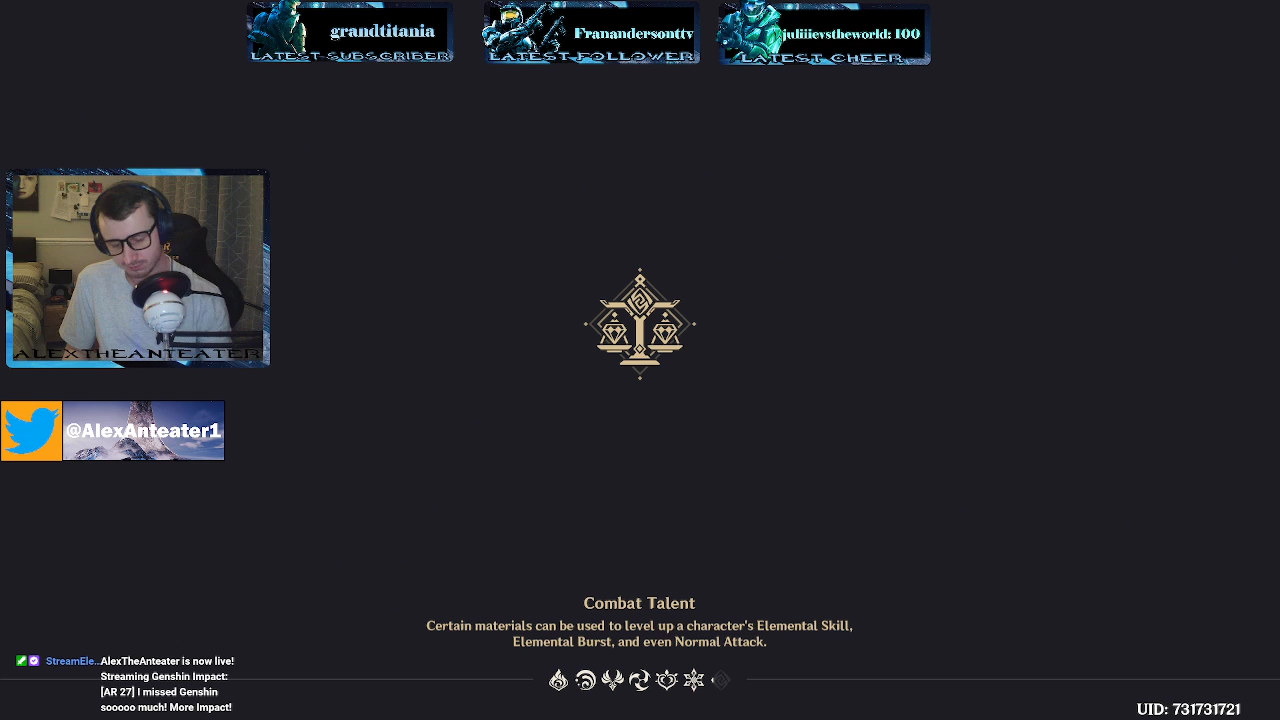 grandtitania
LATEST SUBSCRIBER
Franandersonttv
LATEST FOLLOWER
juliiievstheworld: 100
LATEST CHEER
ALEXTHEANTEATER
@AlexAnteater1
Combat Talent
Certain materials can be used to level up a character's Elemental Skill,
Elemental Burst, and even Normal Attack.
StreamEle... AlexTheAnteater is now live!
Streaming Genshin Impact:
[AR 27] I missed Genshin
sooooo much! More Impact!
UID: 731731721